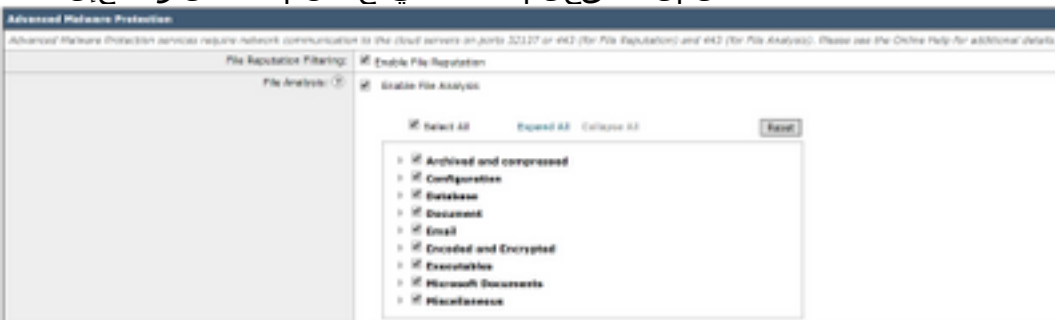 Advanced Malware Protection
Advanced Malware Protection services require network communication to the cloud servers on ports 32137 or 443 (for File Reputation) and 443 (for File Analysis). Please see the Online Help for additional details.
File Reputation Filtering: Enable File Reputation
File Analysis: ? Enable File Analysis
Select All Expand All Collapse All Reset
Archived and compressed
Configuration
Database
Document
Email
Encoded and Encrypted
Executables
Microsoft Documents
Miscellaneous